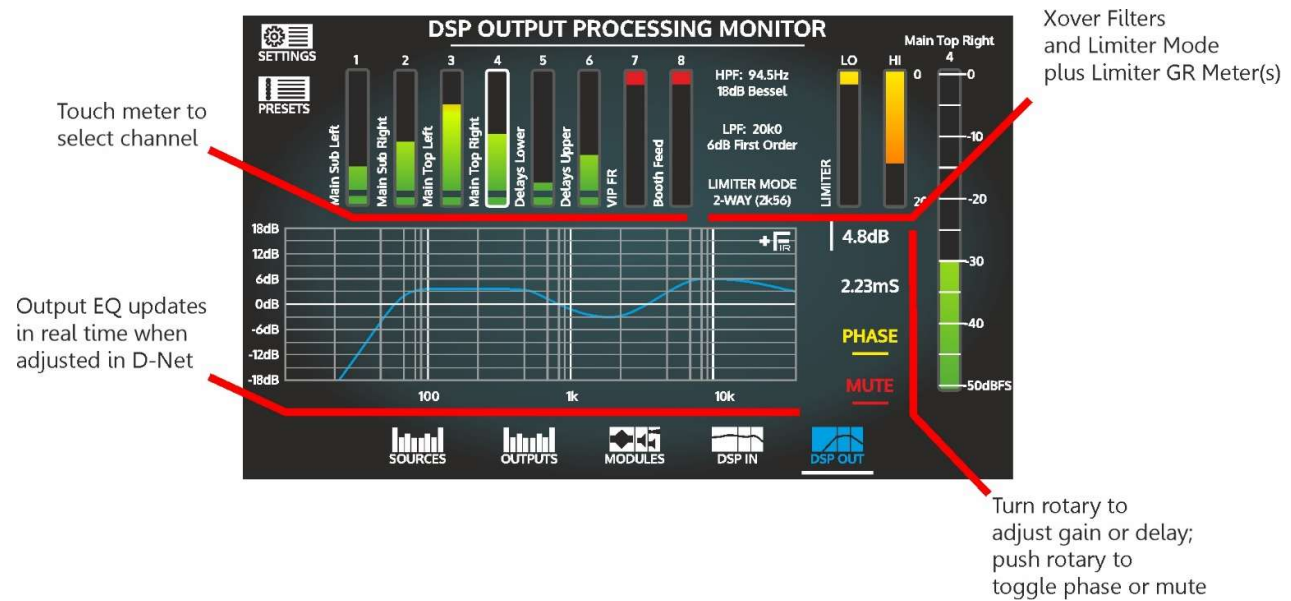 DSP OUTPUT PROCESSING MONITOR
SETTINGS
PRESETS
1 2 3 4 5 6 7 8
Main Sub Left
Main Sub Right
Main Top Left
Main Top Right
Delays Lower
Delays Upper
VIP FR
Booth Feed
HPF: 94.5Hz
18dB Bessel
LPF: 20k0
6dB First Order
LIMITER MODE
2-WAY (2k56)
LIMITER
LO HI
0
20
Main Top Right
4
0
-10
-20
-30
-40
-50dBFS
Xover Filters
and Limiter Mode
plus Limiter GR Meter(s)
Touch meter to
select channel
18dB
12dB
6dB
0dB
-6dB
-12dB
-18dB
100 1k 10k
+FIR
4.8dB
2.23mS
PHASE
MUTE
Output EQ updates
in real time when
adjusted in D-Net
SOURCES OUTPUTS MODULES DSP IN DSP OUT
Turn rotary to
adjust gain or delay;
push rotary to
toggle phase or mute